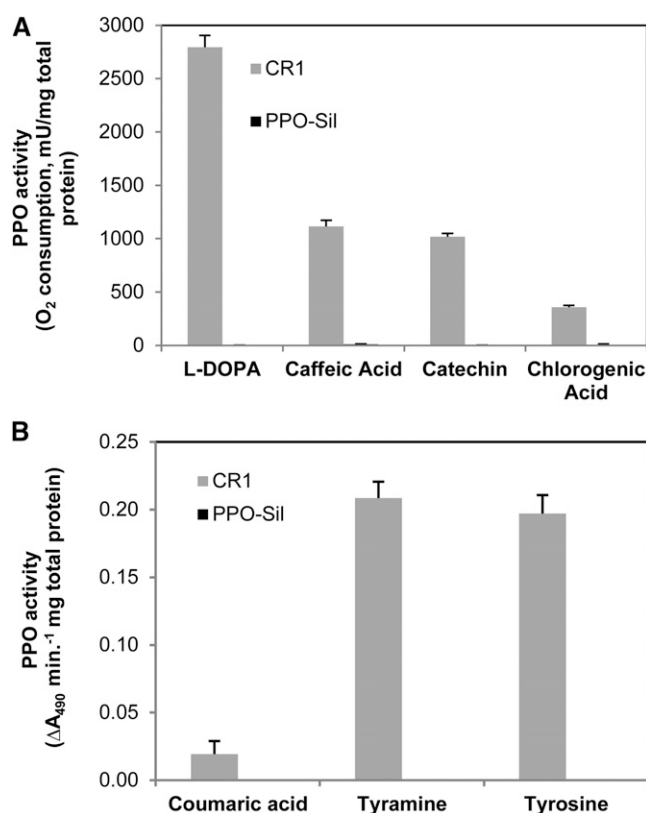 A
PPO activity
(O₂ consumption, mU/mg total
protein)
3000
2500
2000
1500
1000
500
0
CR1
PPO-Sil
L-DOPA Caffeic Acid Catechin Chlorogenic
Acid
B
PPO activity
(ΔA₄₉₀ min.⁻¹ mg total protein)
0.25
0.20
0.15
0.10
0.05
0.00
CR1
PPO-Sil
Coumaric acid Tyramine Tyrosine